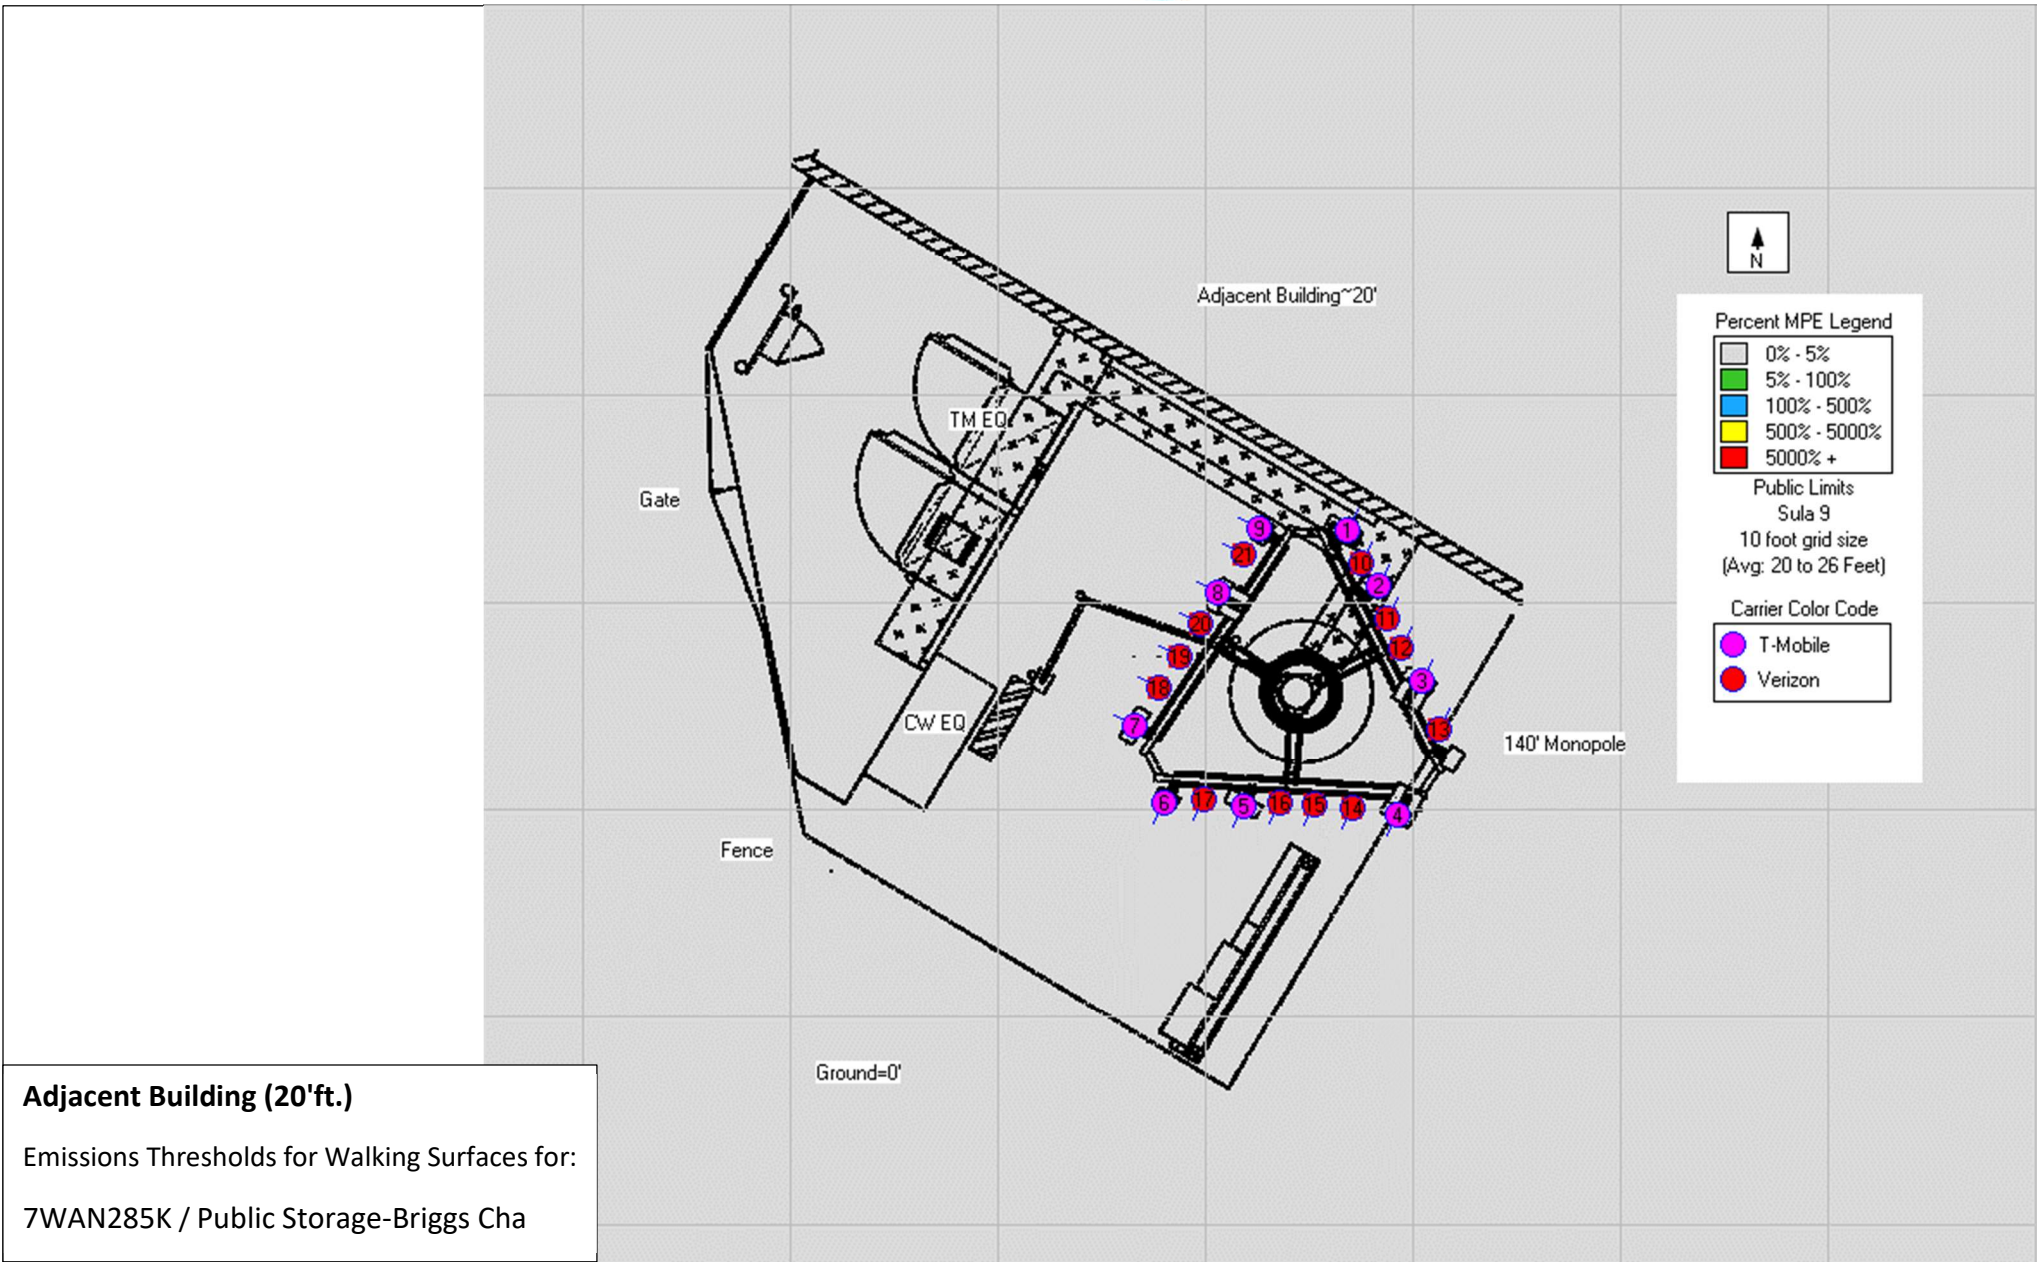 Adjacent Building~20'
N
Percent MPE Legend
0% - 5%
5% - 100%
100% - 500%
500% - 5000%
5000% +
Public Limits
Sula 9
10 foot grid size
(Avg: 20 to 26 Feet)
Carrier Color Code
T-Mobile
Verizon
TM EQ
Gate
9
1
21
10
2
8
11
20
12
19
3
18
CW EQ
7
13
140' Monopole
6
17
5
16
15
14
4
Fence
Ground=0'
Adjacent Building (20'ft.)
Emissions Thresholds for Walking Surfaces for:
7WAN285K / Public Storage-Briggs Cha